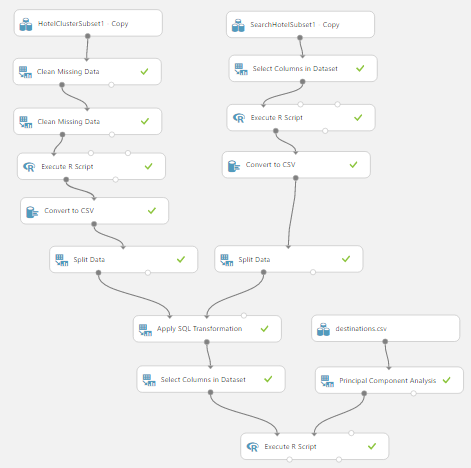 HotelClusterSubset1 - Copy
SearchHotelSubset1 - Copy
Clean Missing Data
Select Columns in Dataset
Clean Missing Data
Execute R Script
Execute R Script
Convert to CSV
Convert to CSV
Split Data
Split Data
Apply SQL Transformation
destinations.csv
Select Columns in Dataset
Principal Component Analysis
Execute R Script